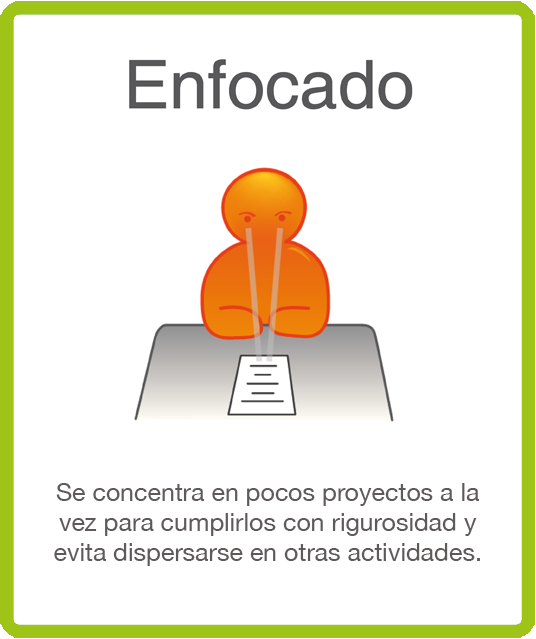 Enfocado
Se concentra en pocos proyectos a la
vez para cumplirlos con rigurosidad y
evita dispersarse en otras actividades.